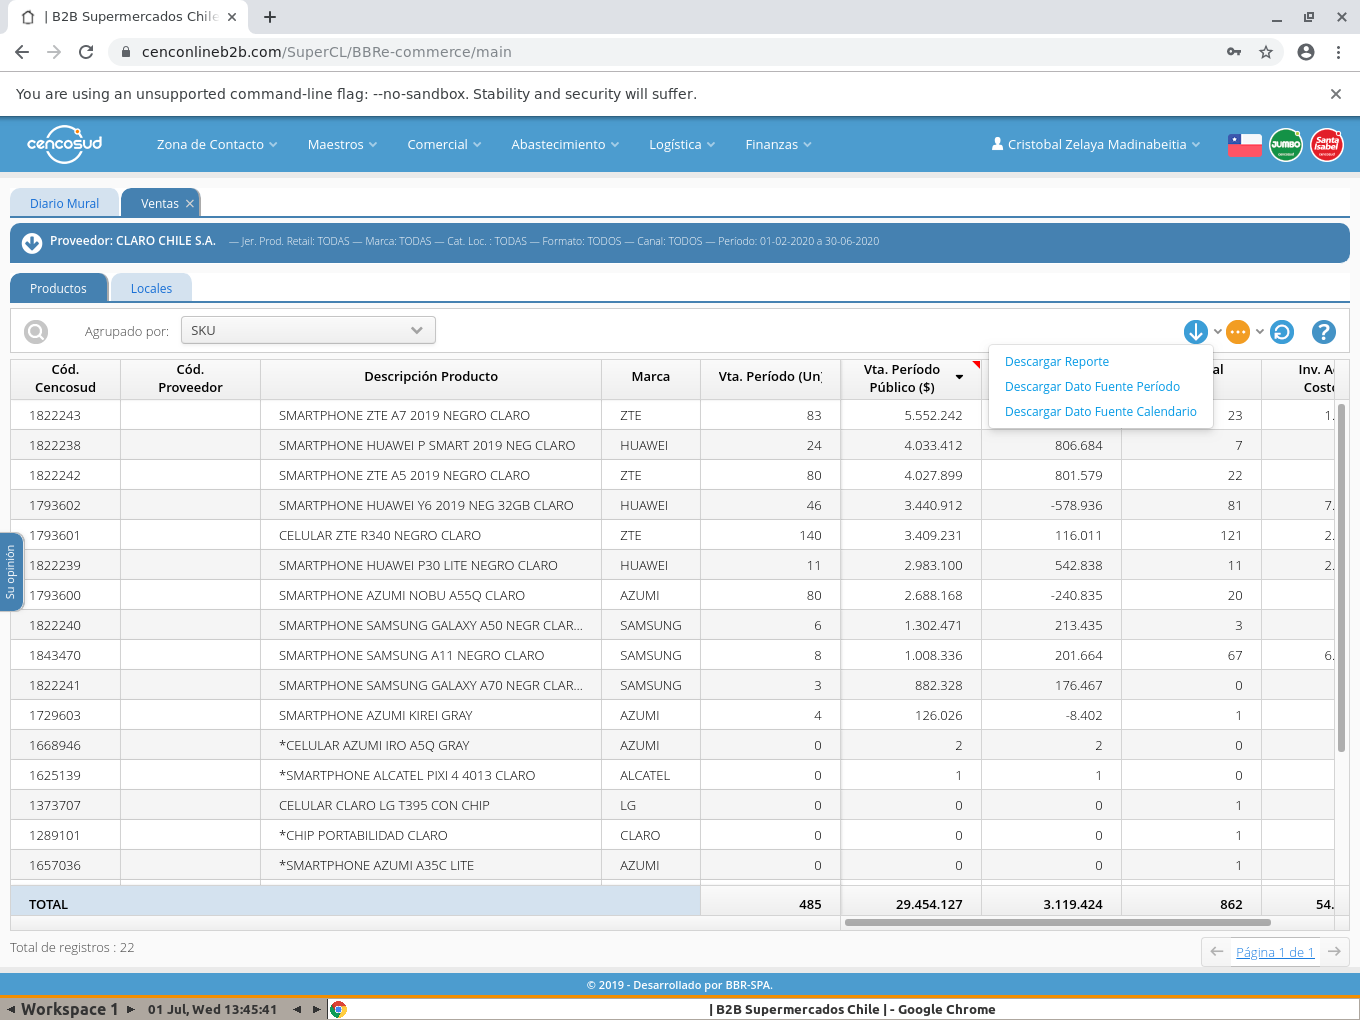 | B2B Supermercados Chile
cenconlineb2b.com/SuperCL/BBRe-commerce/main
You are using an unsupported command-line flag: --no-sandbox. Stability and security will suffer.
cencosud Zona de Contacto Maestros Comercial Abastecimiento Logística Finanzas Cristobal Zelaya Madinabeitia JUMBO cencosud Santa Isabel cencosud
Diario Mural Ventas
Proveedor: CLARO CHILE S.A. — Jer. Prod. Retail: TODAS — Marca: TODAS — Cat. Loc. : TODAS — Formato: TODOS — Canal: TODOS — Período: 01-02-2020 a 30-06-2020
Productos Locales
Agrupado por: SKU
Descargar Reporte
Descargar Dato Fuente Período
Descargar Dato Fuente Calendario
Cód. Cencosud Cód. Proveedor Descripción Producto Marca Vta. Período (Un) Vta. Período Público ($) al Inv. A Costo
1822243 SMARTPHONE ZTE A7 2019 NEGRO CLARO ZTE 83 5.552.242 23 1.
1822238 SMARTPHONE HUAWEI P SMART 2019 NEG CLARO HUAWEI 24 4.033.412 806.684 7
1822242 SMARTPHONE ZTE A5 2019 NEGRO CLARO ZTE 80 4.027.899 801.579 22
1793602 SMARTPHONE HUAWEI Y6 2019 NEG 32GB CLARO HUAWEI 46 3.440.912 -578.936 81 7.
1793601 CELULAR ZTE R340 NEGRO CLARO ZTE 140 3.409.231 116.011 121 2.
1822239 SMARTPHONE HUAWEI P30 LITE NEGRO CLARO HUAWEI 11 2.983.100 542.838 11 2.
1793600 SMARTPHONE AZUMI NOBU A55Q CLARO AZUMI 80 2.688.168 -240.835 20
1822240 SMARTPHONE SAMSUNG GALAXY A50 NEGR CLAR... SAMSUNG 6 1.302.471 213.435 3
1843470 SMARTPHONE SAMSUNG A11 NEGRO CLARO SAMSUNG 8 1.008.336 201.664 67 6.
1822241 SMARTPHONE SAMSUNG GALAXY A70 NEGR CLAR... SAMSUNG 3 882.328 176.467 0
1729603 SMARTPHONE AZUMI KIREI GRAY AZUMI 4 126.026 -8.402 1
1668946 *CELULAR AZUMI IRO A5Q GRAY AZUMI 0 2 2 0
1625139 *SMARTPHONE ALCATEL PIXI 4 4013 CLARO ALCATEL 0 1 1 0
1373707 CELULAR CLARO LG T395 CON CHIP LG 0 0 0 1
1289101 *CHIP PORTABILIDAD CLARO CLARO 0 0 0 1
1657036 *SMARTPHONE AZUMI A35C LITE AZUMI 0 0 0 1
TOTAL 485 29.454.127 3.119.424 862 54.
Su opinión
Total de registros : 22
Página 1 de 1
© 2019 - Desarrollado por BBR-SPA.
Workspace 1 01 Jul, Wed 13:45:41 | B2B Supermercados Chile | - Google Chrome